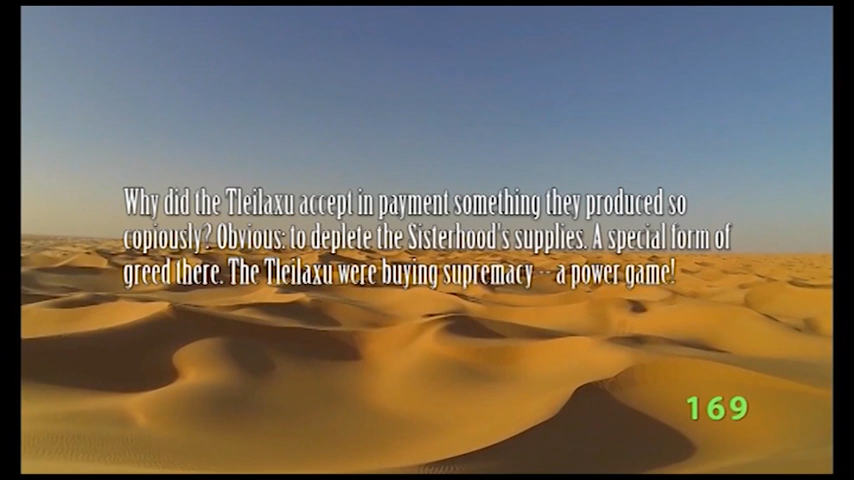 Why did the Tleilaxu accept in payment something they produced so
copiously? Obvious: to deplete the Sisterhood's supplies. A special form of
greed there. The Tleilaxu were buying supremacy -- a power game!
169